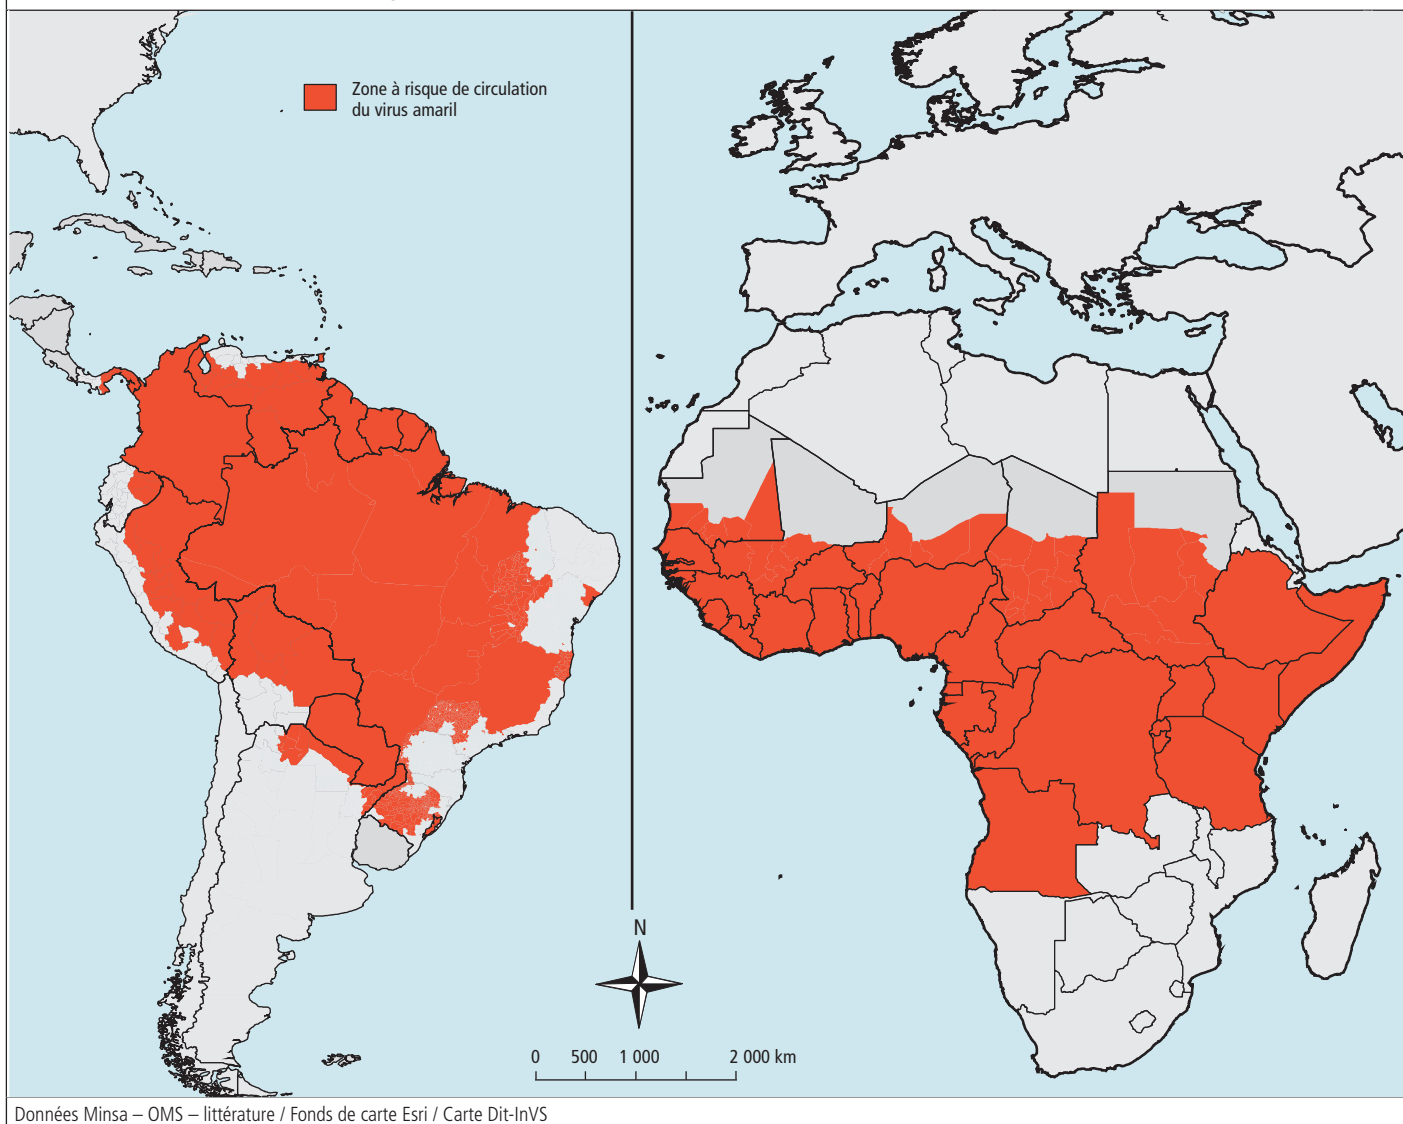 Zone à risque de circulation
du virus amaril
N
0 500 1 000 2 000 km
Données Minsa – OMS – littérature / Fonds de carte Esri / Carte Dit-InVS